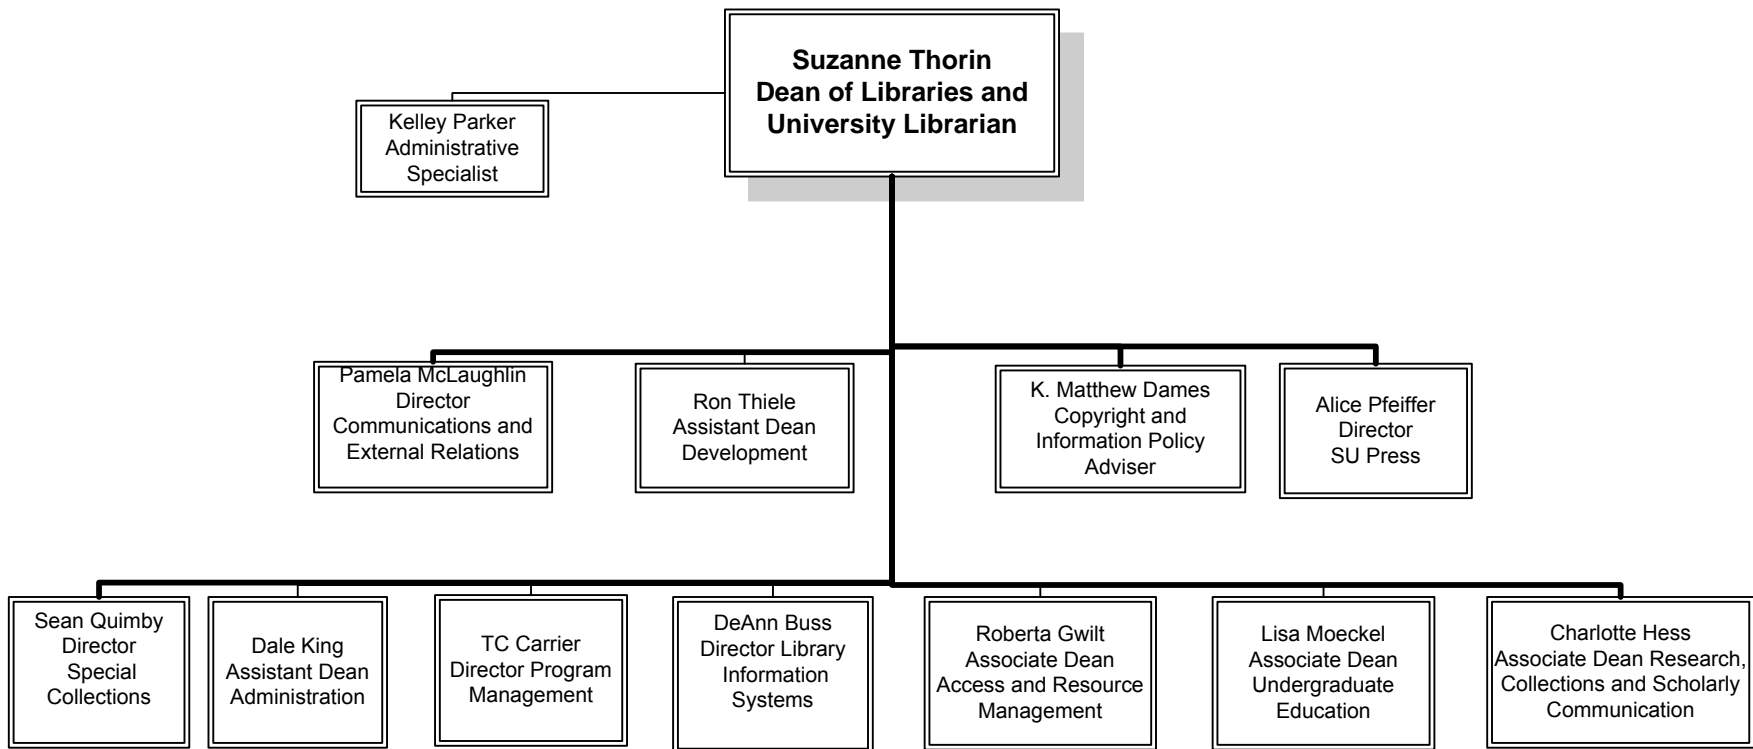 Suzanne Thorin
Dean of Libraries and
University Librarian
Kelley Parker
Administrative
Specialist
Pamela McLaughlin
Director
Communications and
External Relations
Ron Thiele
Assistant Dean
Development
K. Matthew Dames
Copyright and
Information Policy
Adviser
Alice Pfeiffer
Director
SU Press
Sean Quimby
Director
Special
Collections
Dale King
Assistant Dean
Administration
TC Carrier
Director Program
Management
DeAnn Buss
Director Library
Information
Systems
Roberta Gwilt
Associate Dean
Access and Resource
Management
Lisa Moeckel
Associate Dean
Undergraduate
Education
Charlotte Hess
Associate Dean Research,
Collections and Scholarly
Communication